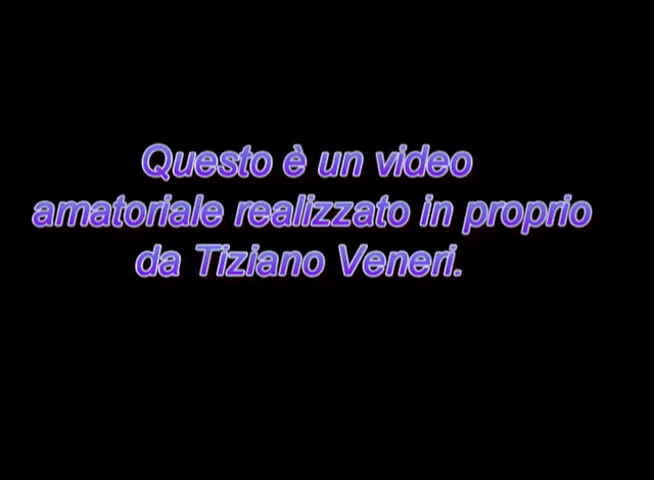 Questo è un video
amatoriale realizzato in proprio
da Tiziano Veneri.